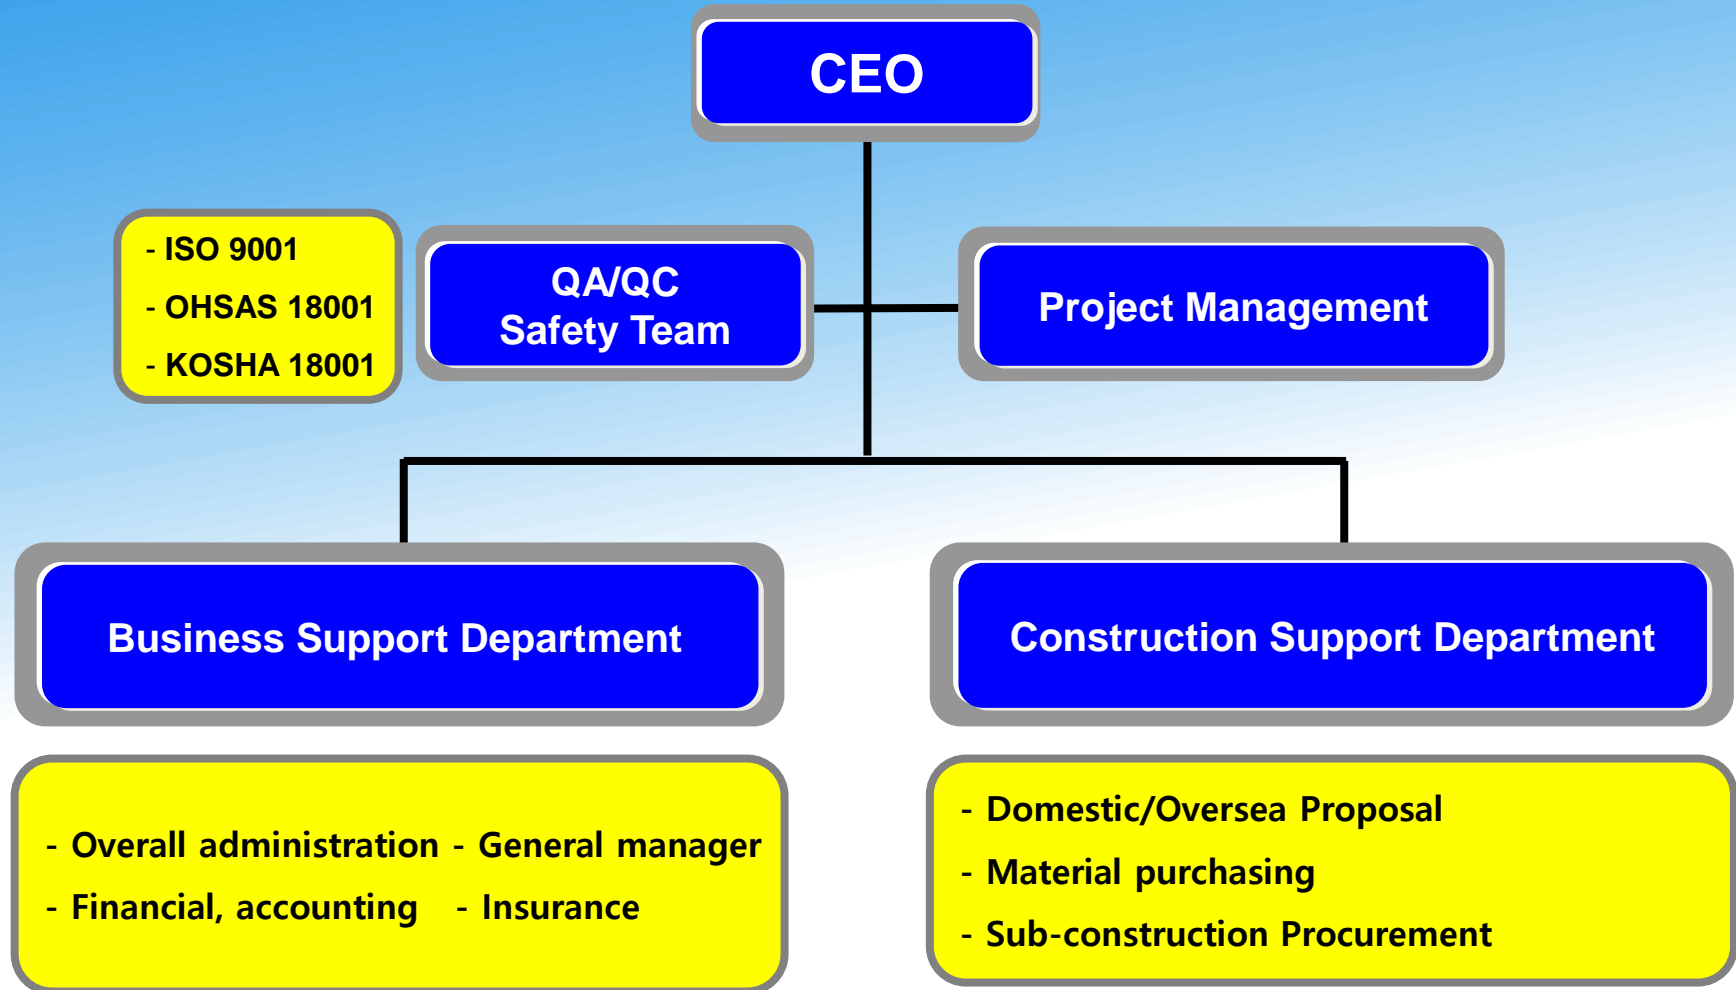 CEO
- ISO 9001
- OHSAS 18001
- KOSHA 18001
QA/QC
Safety Team
Project Management
Business Support Department
Construction Support Department
- Overall administration - General manager
- Financial, accounting - Insurance
- Domestic/Oversea Proposal
- Material purchasing
- Sub-construction Procurement